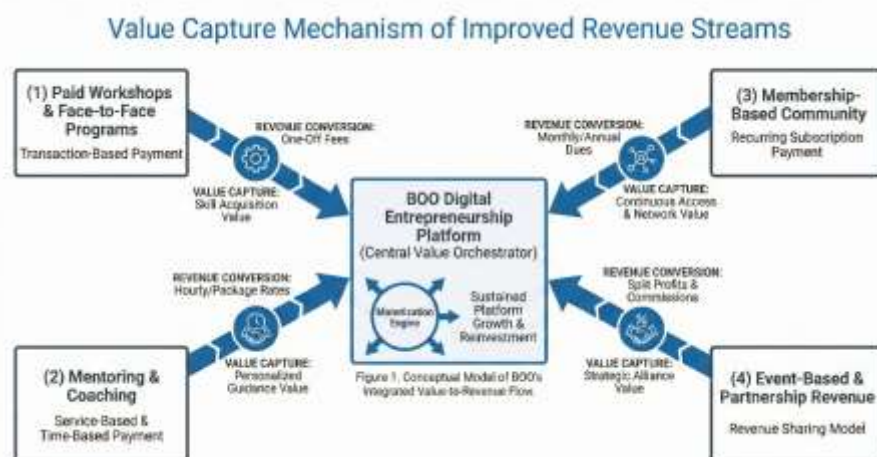 Value Capture Mechanism of Improved Revenue Streams
(1) Paid Workshops
& Face-to-Face
Programs
Transaction-Based Payment
REVENUE CONVERSION:
One-Off Fees
VALUE CAPTURE:
Skill Acquisition
Value
(2) Mentoring &
Coaching
Service-Based &
Time-Based Payment
REVENUE CONVERSION:
Hourly/Package Rates
VALUE CAPTURE:
Personalized
Guidance Value
BOO Digital
Entrepreneurship
Platform
(Central Value Orchestrator)
Monetization
Engine
Sustained
Platform
Growth &
Reinvestment
Figure 1. Conceptual Model of BOO's
Integrated Value-to-Revenue Flow.
(3) Membership-
Based Community
Recurring Subscription
Payment
REVENUE CONVERSION:
Monthly/Annual
Dues
VALUE CAPTURE:
Continuous Access
& Network Value
(4) Event-Based &
Partnership Revenue
Revenue Sharing Model
REVENUE CONVERSION:
Split Profits &
Commissions
VALUE CAPTURE:
Strategic Alliance
Value